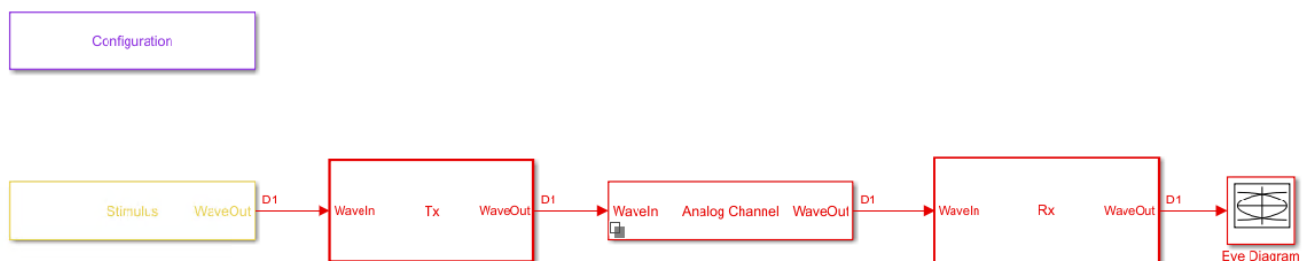 Configuration
D1
D1
D1
D1
Stimulus WaveOut
WaveIn Tx WaveOut
WaveIn Analog Channel WaveOut
WaveIn Rx WaveOut
Eye Diagram